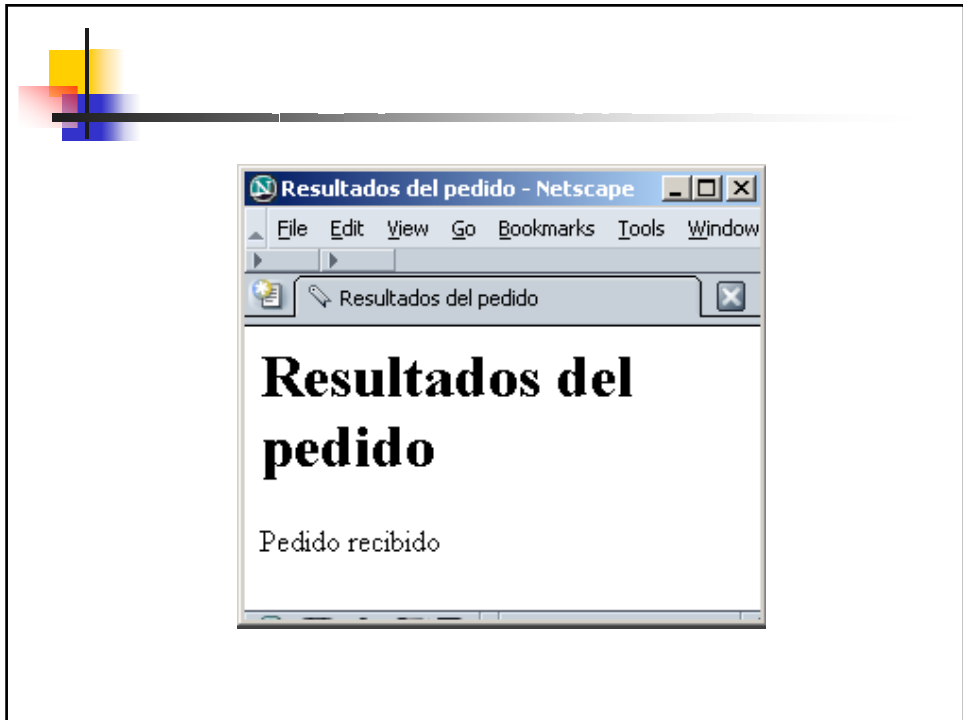 Resultados del pedido - Netscape
File Edit View Go Bookmarks Tools Window
Resultados del pedido
Resultados del
pedido
Pedido recibido